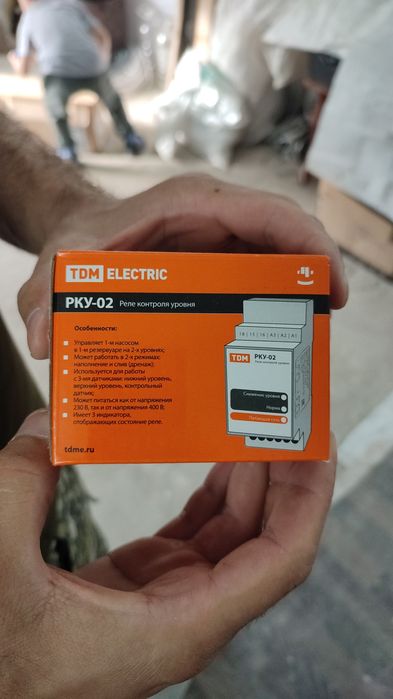 TDM ELECTRIC
РКУ-02 Реле контроля уровня
Особенности:
Управляет 1-м насосом
в 1-м резервуаре на 2-х уровнях;
Может работать в 2-х режимах:
наполнение и слив (дренаж);
Используется для работы
с 3-мя датчиками: нижний уровень,
верхний уровень, контрольный
датчик;
Может питаться как от напряжения
230 В, так и от напряжения 400 В;
Имеет 3 индикатора,
отображающих состояние реле.
tdme.ru
TDM РКУ-02
Реле контроля уровня
Снижение уровня
Норма